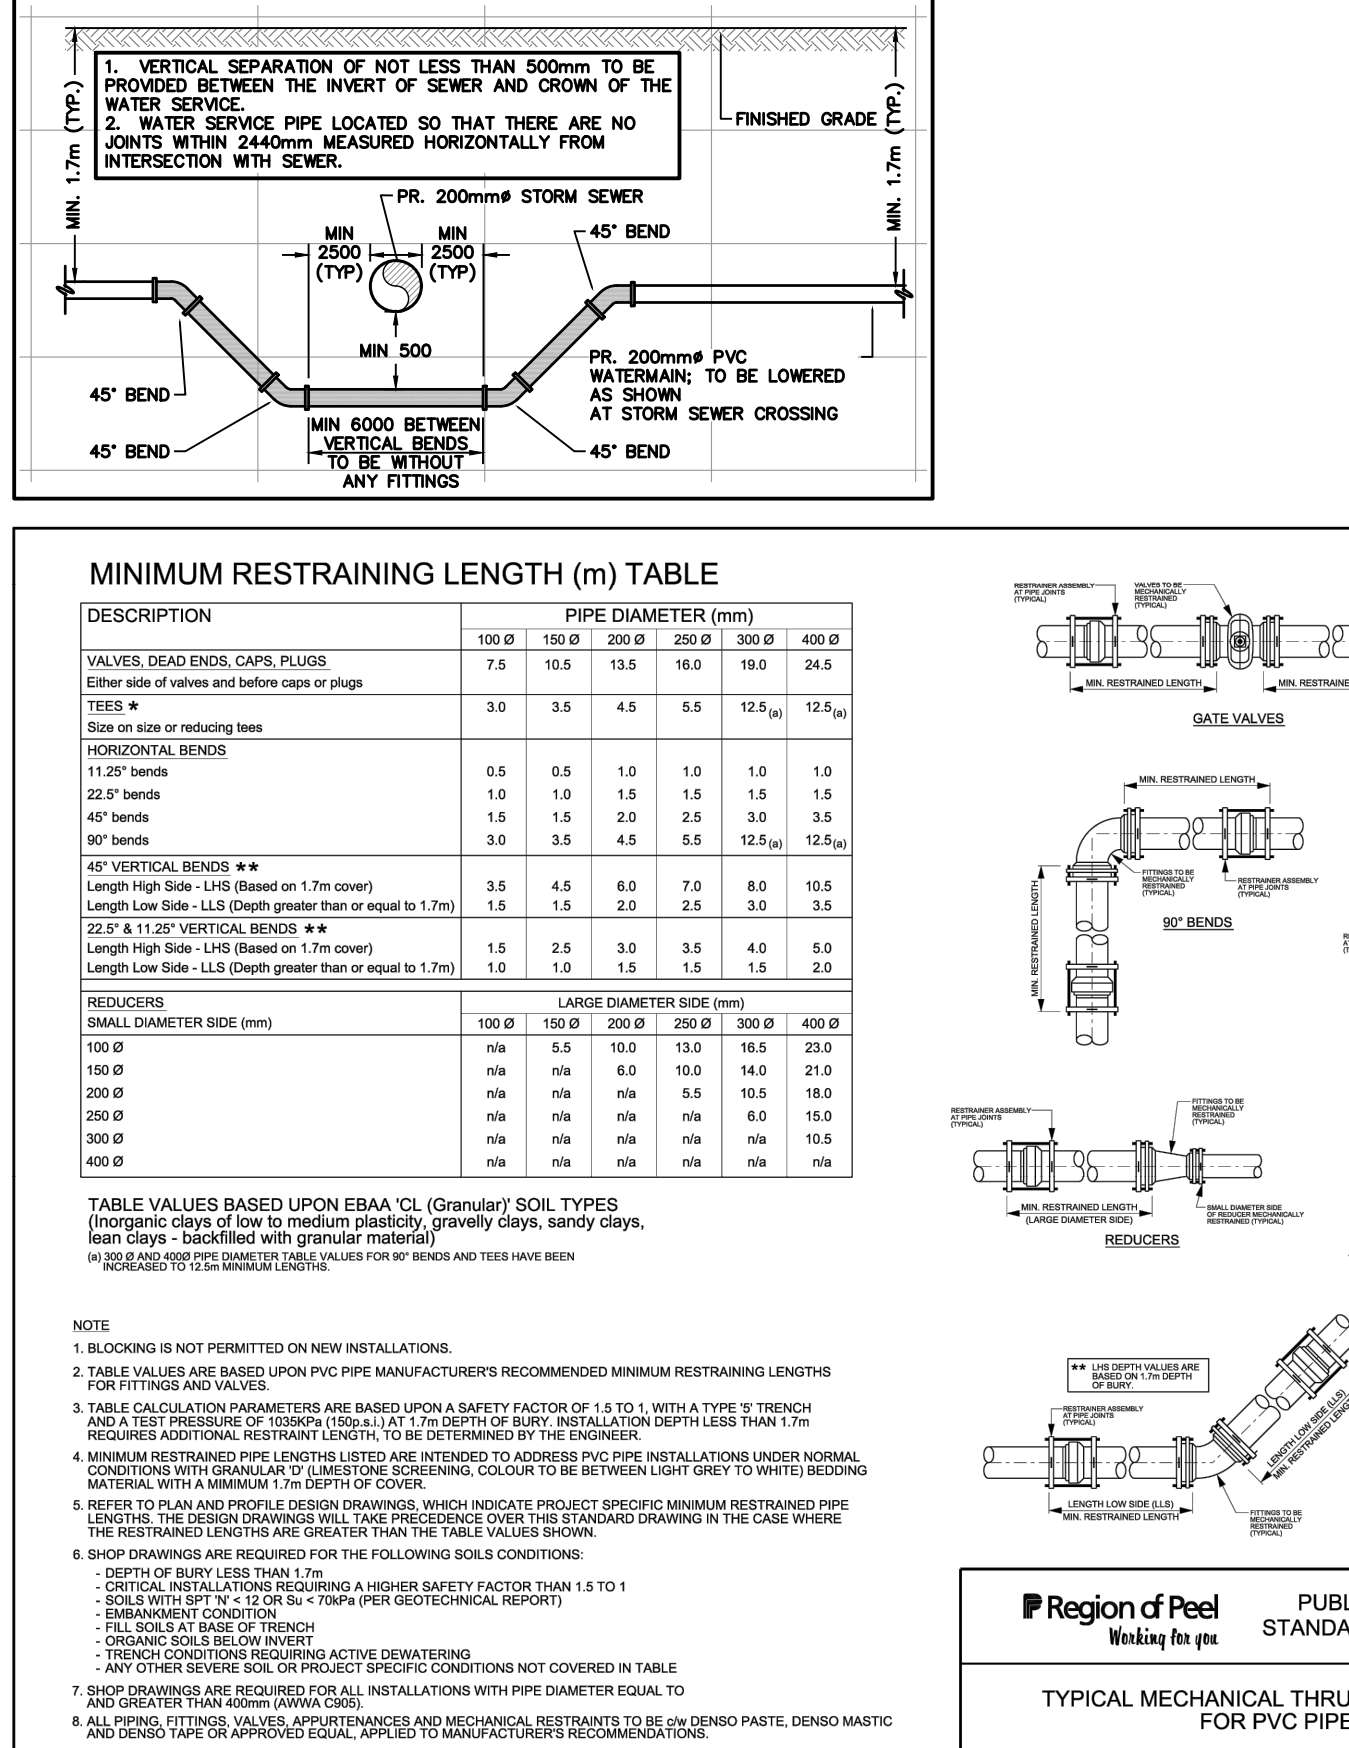 1. VERTICAL SEPARATION OF NOT LESS THAN 500mm TO BE
PROVIDED BETWEEN THE INVERT OF SEWER AND CROWN OF THE
WATER SERVICE.
2. WATER SERVICE PIPE LOCATED SO THAT THERE ARE NO
JOINTS WITHIN 2440mm MEASURED HORIZONTALLY FROM
INTERSECTION WITH SEWER.
MIN. 1.7m (TYP.)
FINISHED GRADE
MIN. 1.7m (TYP.)
PR. 200mmø STORM SEWER
MIN
2500
(TYP)
MIN
2500
(TYP)
45° BEND
MIN 500
PR. 200mmø PVC
WATERMAIN; TO BE LOWERED
AS SHOWN
AT STORM SEWER CROSSING
45° BEND
45° BEND
MIN 6000 BETWEEN
VERTICAL BENDS
TO BE WITHOUT
ANY FITTINGS
45° BEND
MINIMUM RESTRAINING LENGTH (m) TABLE
DESCRIPTION PIPE DIAMETER (mm)
100 Ø 150 Ø 200 Ø 250 Ø 300 Ø 400 Ø
VALVES, DEAD ENDS, CAPS, PLUGS 7.5 10.5 13.5 16.0 19.0 24.5
Either side of valves and before caps or plugs
TEES * 3.0 3.5 4.5 5.5 12.5 (a) 12.5 (a)
Size on size or reducing tees
HORIZONTAL BENDS
11.25° bends 0.5 0.5 1.0 1.0 1.0 1.0
22.5° bends 1.0 1.0 1.5 1.5 1.5 1.5
45° bends 1.5 1.5 2.0 2.5 3.0 3.5
90° bends 3.0 3.5 4.5 5.5 12.5 (a) 12.5 (a)
45° VERTICAL BENDS **
Length High Side - LHS (Based on 1.7m cover) 3.5 4.5 6.0 7.0 8.0 10.5
Length Low Side - LLS (Depth greater than or equal to 1.7m) 1.5 1.5 2.0 2.5 3.0 3.5
22.5° & 11.25° VERTICAL BENDS **
Length High Side - LHS (Based on 1.7m cover) 1.5 2.5 3.0 3.5 4.0 5.0
Length Low Side - LLS (Depth greater than or equal to 1.7m) 1.0 1.0 1.5 1.5 1.5 2.0
REDUCERS LARGE DIAMETER SIDE (mm)
SMALL DIAMETER SIDE (mm) 100 Ø 150 Ø 200 Ø 250 Ø 300 Ø 400 Ø
100 Ø n/a 5.5 10.0 13.0 16.5 23.0
150 Ø n/a n/a 6.0 10.0 14.0 21.0
200 Ø n/a n/a n/a 5.5 10.5 18.0
250 Ø n/a n/a n/a n/a 6.0 15.0
300 Ø n/a n/a n/a n/a n/a 10.5
400 Ø n/a n/a n/a n/a n/a n/a
TABLE VALUES BASED UPON EBAA 'CL (Granular)' SOIL TYPES
(Inorganic clays of low to medium plasticity, gravelly clays, sandy clays,
lean clays - backfilled with granular material)
(a) 300 Ø AND 400Ø PIPE DIAMETER TABLE VALUES FOR 90° BENDS AND TEES HAVE BEEN
INCREASED TO 12.5m MINIMUM LENGTHS.
NOTE
1. BLOCKING IS NOT PERMITTED ON NEW INSTALLATIONS.
2. TABLE VALUES ARE BASED UPON PVC PIPE MANUFACTURER'S RECOMMENDED MINIMUM RESTRAINING LENGTHS
FOR FITTINGS AND VALVES.
3. TABLE CALCULATION PARAMETERS ARE BASED UPON A SAFETY FACTOR OF 1.5 TO 1, WITH A TYPE '5' TRENCH
AND A TEST PRESSURE OF 1035KPa (150p.s.i.) AT 1.7m DEPTH OF BURY. INSTALLATION DEPTH LESS THAN 1.7m
REQUIRES ADDITIONAL RESTRAINT LENGTH, TO BE DETERMINED BY THE ENGINEER.
4. MINIMUM RESTRAINED PIPE LENGTHS LISTED ARE INTENDED TO ADDRESS PVC PIPE INSTALLATIONS UNDER NORMAL
CONDITIONS WITH GRANULAR 'D' (LIMESTONE SCREENING, COLOUR TO BE BETWEEN LIGHT GREY TO WHITE) BEDDING
MATERIAL WITH A MIMIMUM 1.7m DEPTH OF COVER.
5. REFER TO PLAN AND PROFILE DESIGN DRAWINGS, WHICH INDICATE PROJECT SPECIFIC MINIMUM RESTRAINED PIPE
LENGTHS. THE DESIGN DRAWINGS WILL TAKE PRECEDENCE OVER THIS STANDARD DRAWING IN THE CASE WHERE
THE RESTRAINED LENGTHS ARE GREATER THAN THE TABLE VALUES SHOWN.
6. SHOP DRAWINGS ARE REQUIRED FOR THE FOLLOWING SOILS CONDITIONS:
- DEPTH OF BURY LESS THAN 1.7m
- CRITICAL INSTALLATIONS REQUIRING A HIGHER SAFETY FACTOR THAN 1.5 TO 1
- SOILS WITH SPT 'N' < 12 OR Su < 70kPa (PER GEOTECHNICAL REPORT)
- EMBANKMENT CONDITION
- FILL SOILS AT BASE OF TRENCH
- ORGANIC SOILS BELOW INVERT
- TRENCH CONDITIONS REQUIRING ACTIVE DEWATERING
- ANY OTHER SEVERE SOIL OR PROJECT SPECIFIC CONDITIONS NOT COVERED IN TABLE
7. SHOP DRAWINGS ARE REQUIRED FOR ALL INSTALLATIONS WITH PIPE DIAMETER EQUAL TO
AND GREATER THAN 400mm (AWWA C905).
8. ALL PIPING, FITTINGS, VALVES, APPURTENANCES AND MECHANICAL RESTRAINTS TO BE c/w DENSO PASTE, DENSO MASTIC
AND DENSO TAPE OR APPROVED EQUAL, APPLIED TO MANUFACTURER'S RECOMMENDATIONS.
RESTRAINER ASSEMBLY
AT PIPE JOINTS
(TYPICAL)
VALVES TO BE
MECHANICALLY
RESTRAINED
(TYPICAL)
MIN. RESTRAINED LENGTH
MIN. RESTRAINE
GATE VALVES
MIN. RESTRAINED LENGTH
FITTINGS TO BE
MECHANICALLY
RESTRAINED
(TYPICAL)
RESTRAINER ASSEMBLY
AT PIPE JOINTS
(TYPICAL)
MIN. RESTRAINED LENGTH
90° BENDS
RESTRAINER ASSEMBLY
AT PIPE JOINTS
(TYPICAL)
FITTINGS TO BE
MECHANICALLY
RESTRAINED
(TYPICAL)
MIN. RESTRAINED LENGTH
(LARGE DIAMETER SIDE)
SMALL DIAMETER SIDE
OF REDUCER MECHANICALLY
RESTRAINED (TYPICAL)
REDUCERS
** LHS DEPTH VALUES ARE
BASED ON 1.7m DEPTH
OF BURY.
RESTRAINER ASSEMBLY
AT PIPE JOINTS
(TYPICAL)
LENGTH LOW SIDE (LLS)
MIN. RESTRAINED LENG
LENGTH LOW SIDE (LLS)
MIN. RESTRAINED LENGTH
FITTINGS TO BE
MECHANICALLY
RESTRAINED
(TYPICAL)
Region of Peel
Working for you
PUBL
STANDA
TYPICAL MECHANICAL THRU
FOR PVC PIPE